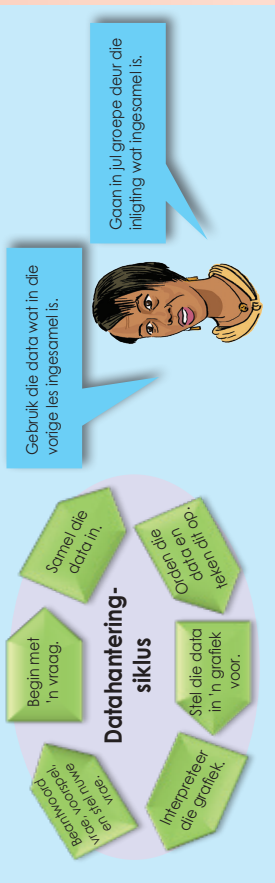 Datahantering-
siklus
Begin met
'n vraag.
Samel die
data in.
Orden die
data en
teken dit op.
Stel die data
in 'n grafiek
voor.
Interpreteer
die grafiek.
Beantwoord
vrae, voorspel,
en stel nuwe
vrae.
Gebruik die data wat in die
vorige les ingesamel is.
Gaan in jul groepe deur die
inligting wat ingesamel is.